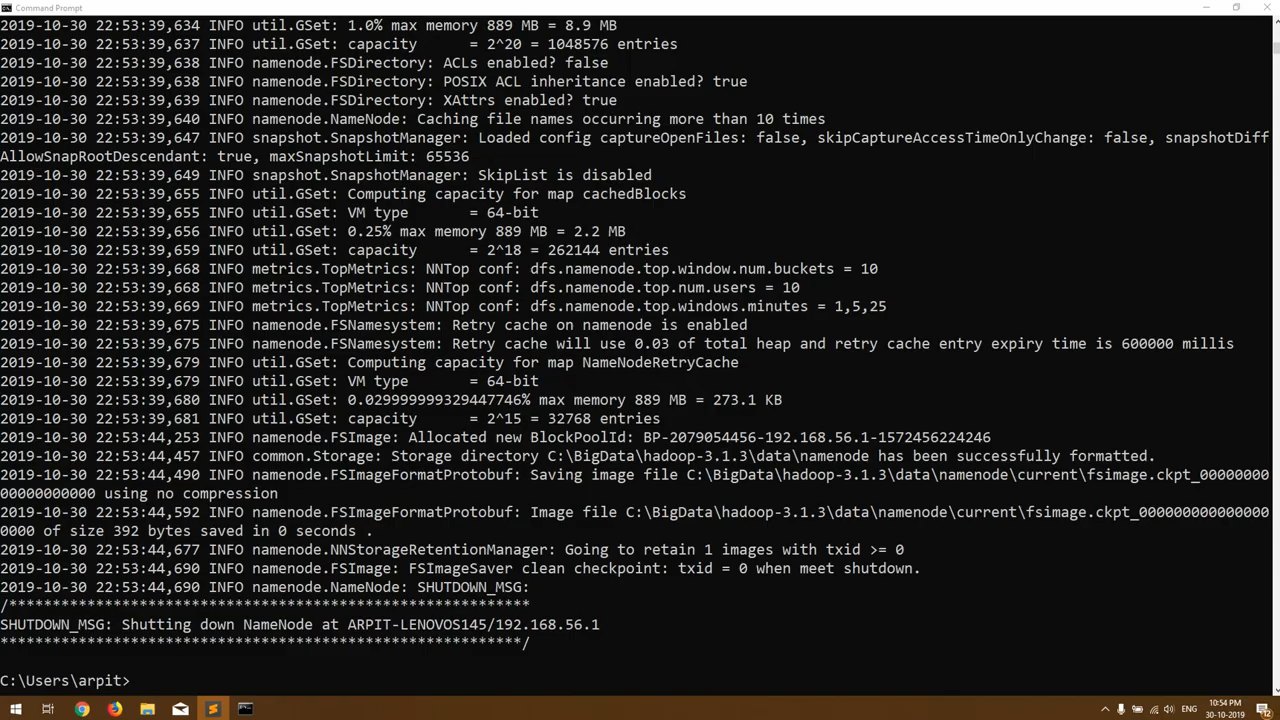 Command Prompt
2019-10-30 22:53:39,634 INFO util.GSet: 1.0% max memory 889 MB = 8.9 MB
2019-10-30 22:53:39,637 INFO util.GSet: capacity      = 2^20 = 1048576 entries
2019-10-30 22:53:39,638 INFO namenode.FSDirectory: ACLs enabled? false
2019-10-30 22:53:39,638 INFO namenode.FSDirectory: POSIX ACL inheritance enabled? true
2019-10-30 22:53:39,639 INFO namenode.FSDirectory: XAttrs enabled? true
2019-10-30 22:53:39,640 INFO namenode.NameNode: Caching file names occurring more than 10 times
2019-10-30 22:53:39,647 INFO snapshot.SnapshotManager: Loaded config captureOpenFiles: false, skipCaptureAccessTimeOnlyChange: false, snapshotDiff
AllowSnapRootDescendant: true, maxSnapshotLimit: 65536
2019-10-30 22:53:39,649 INFO snapshot.SnapshotManager: SkipList is disabled
2019-10-30 22:53:39,655 INFO util.GSet: Computing capacity for map cachedBlocks
2019-10-30 22:53:39,655 INFO util.GSet: VM type       = 64-bit
2019-10-30 22:53:39,656 INFO util.GSet: 0.25% max memory 889 MB = 2.2 MB
2019-10-30 22:53:39,659 INFO util.GSet: capacity      = 2^18 = 262144 entries
2019-10-30 22:53:39,668 INFO metrics.TopMetrics: NNTop conf: dfs.namenode.top.window.num.buckets = 10
2019-10-30 22:53:39,668 INFO metrics.TopMetrics: NNTop conf: dfs.namenode.top.num.users = 10
2019-10-30 22:53:39,669 INFO metrics.TopMetrics: NNTop conf: dfs.namenode.top.windows.minutes = 1,5,25
2019-10-30 22:53:39,675 INFO namenode.FSNamesystem: Retry cache on namenode is enabled
2019-10-30 22:53:39,675 INFO namenode.FSNamesystem: Retry cache will use 0.03 of total heap and retry cache entry expiry time is 600000 millis
2019-10-30 22:53:39,679 INFO util.GSet: Computing capacity for map NameNodeRetryCache
2019-10-30 22:53:39,679 INFO util.GSet: VM type       = 64-bit
2019-10-30 22:53:39,680 INFO util.GSet: 0.029999999329447746% max memory 889 MB = 273.1 KB
2019-10-30 22:53:39,681 INFO util.GSet: capacity      = 2^15 = 32768 entries
2019-10-30 22:53:44,253 INFO namenode.FSImage: Allocated new BlockPoolId: BP-2079054456-192.168.56.1-1572456224246
2019-10-30 22:53:44,457 INFO common.Storage: Storage directory C:\BigData\hadoop-3.1.3\data\namenode has been successfully formatted.
2019-10-30 22:53:44,490 INFO namenode.FSImageFormatProtobuf: Saving image file C:\BigData\hadoop-3.1.3\data\namenode\current\fsimage.ckpt_00000000
00000000000 using no compression
2019-10-30 22:53:44,592 INFO namenode.FSImageFormatProtobuf: Image file C:\BigData\hadoop-3.1.3\data\namenode\current\fsimage.ckpt_000000000000000
0000 of size 392 bytes saved in 0 seconds .
2019-10-30 22:53:44,677 INFO namenode.NNStorageRetentionManager: Going to retain 1 images with txid >= 0
2019-10-30 22:53:44,690 INFO namenode.FSImage: FSImageSaver clean checkpoint: txid = 0 when meet shutdown.
2019-10-30 22:53:44,690 INFO namenode.NameNode: SHUTDOWN_MSG:
/************************************************************
SHUTDOWN_MSG: Shutting down NameNode at ARPIT-LENOVOS145/192.168.56.1
************************************************************/
C:\Users\arpit>
ENG
10:54 PM
30-10-2019
12